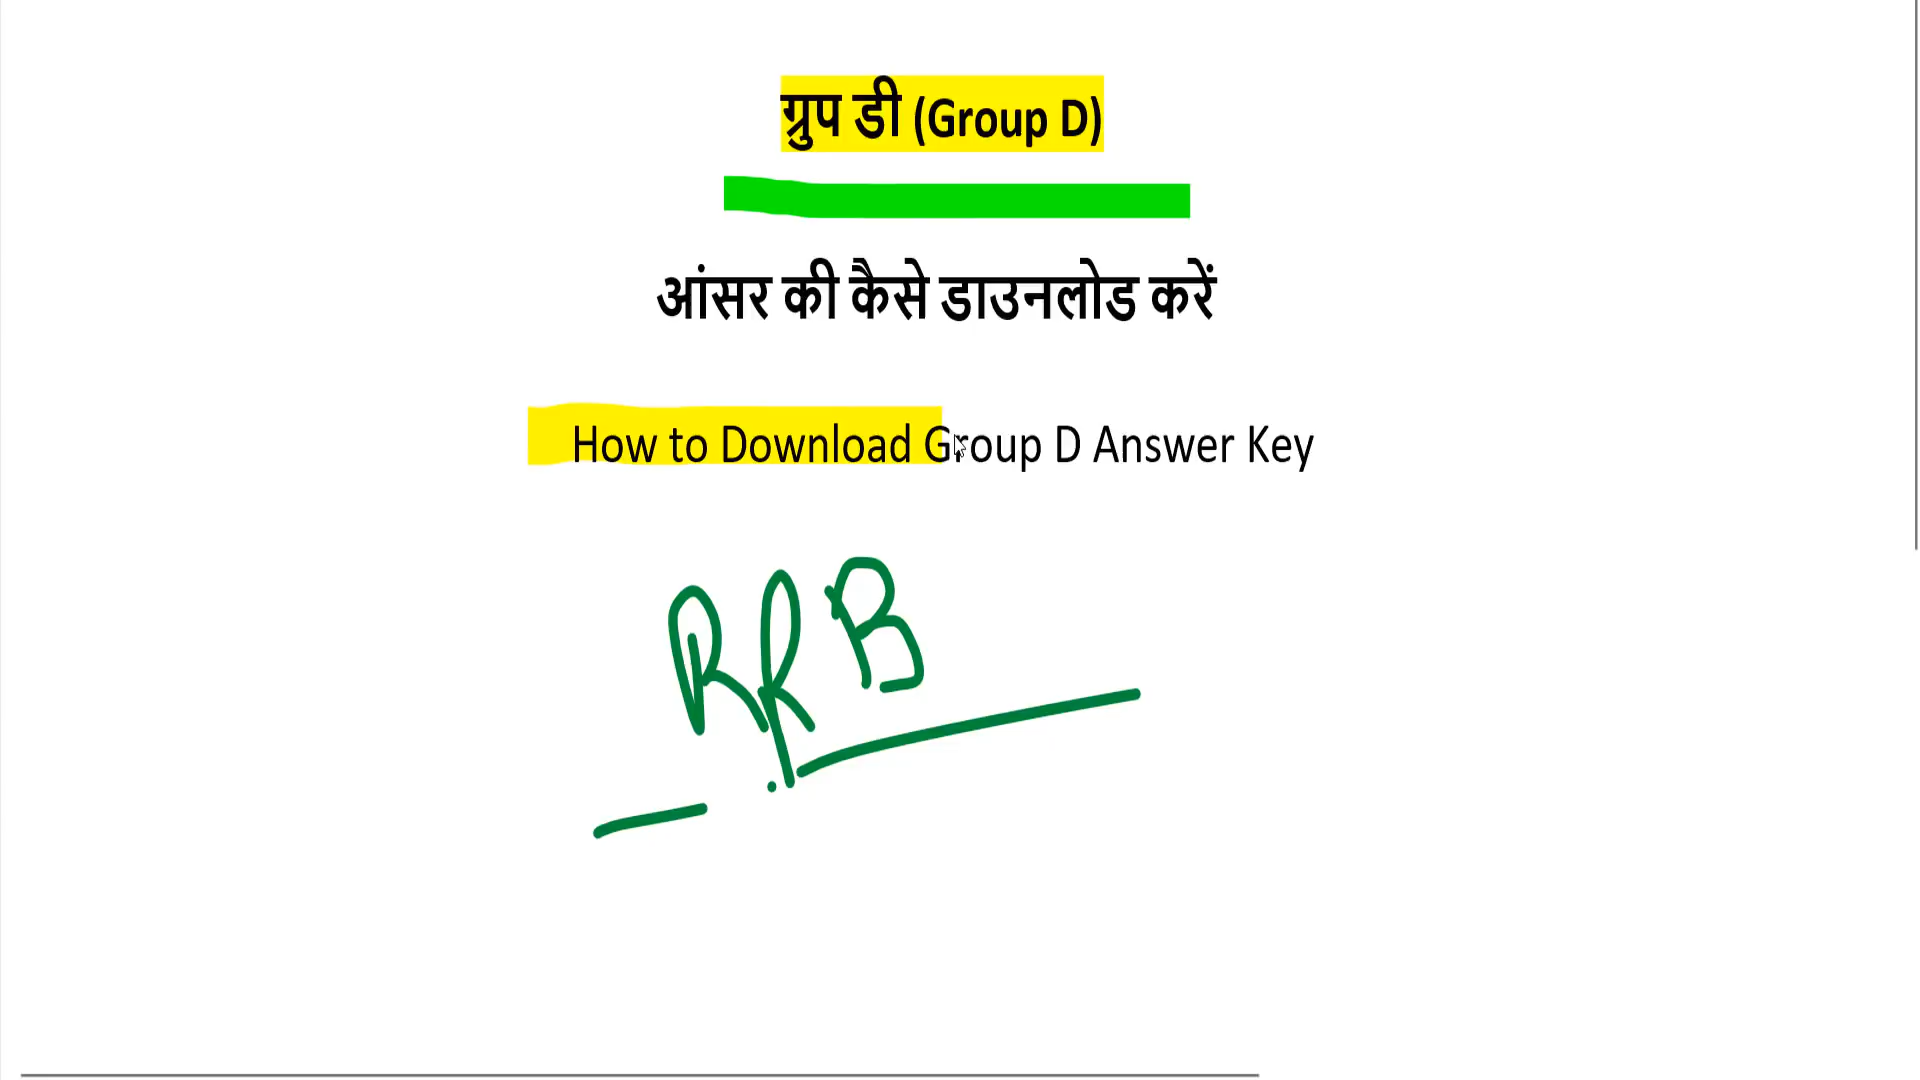 ग्रुप डी (Group D)
आंसर की कैसे डाउनलोड करें
How to Download Group D Answer Key
RRB